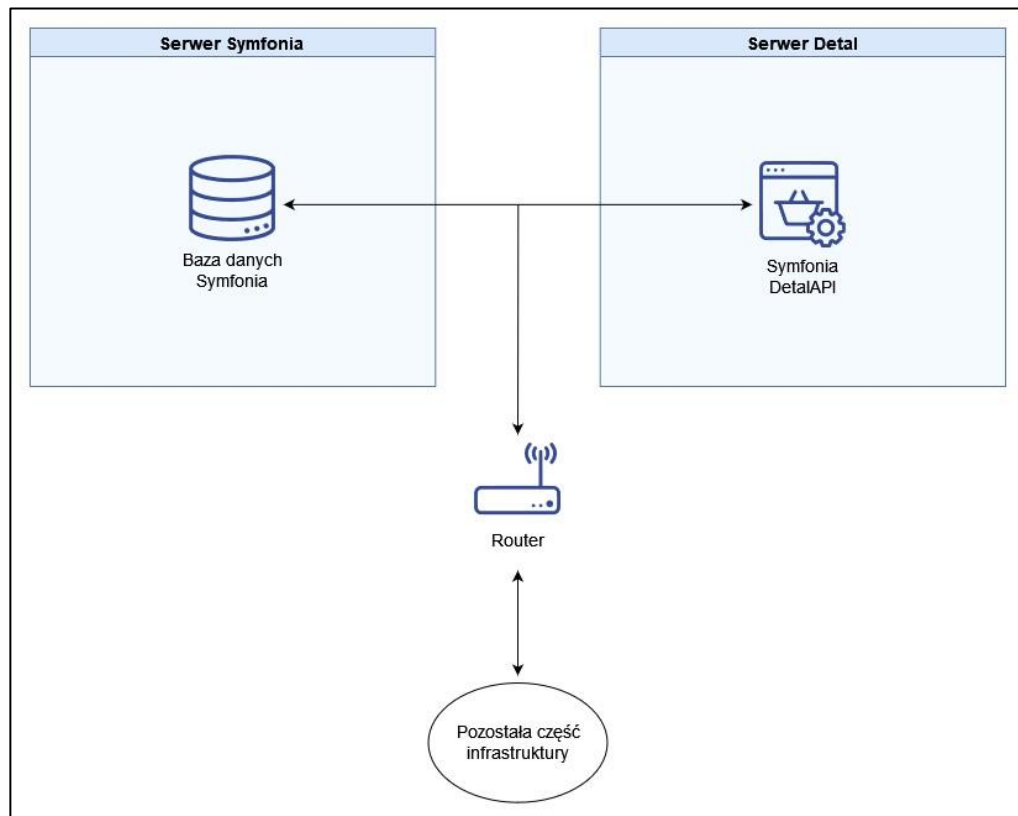 Serwer Symfonia
Serwer Detal
Baza danych
Symfonia
Symfonia
DetalAPI
Router
Pozostała część
infrastruktury